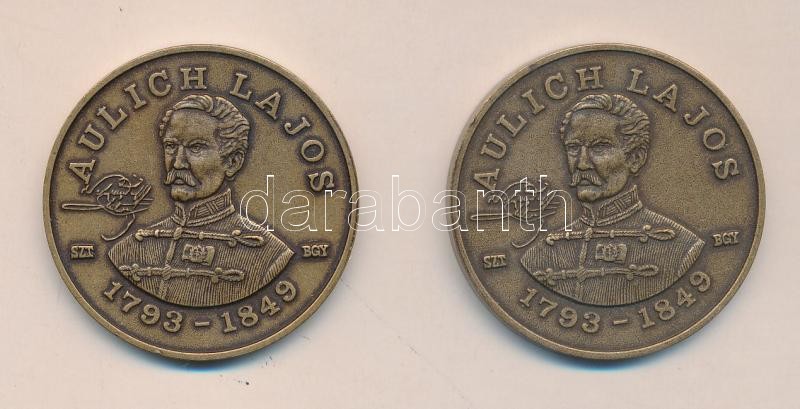 AULICH LAJOS
SZT. BGY
1793-1849
AULICH LAJOS
SZT. BGY
1793-1849
darabanth